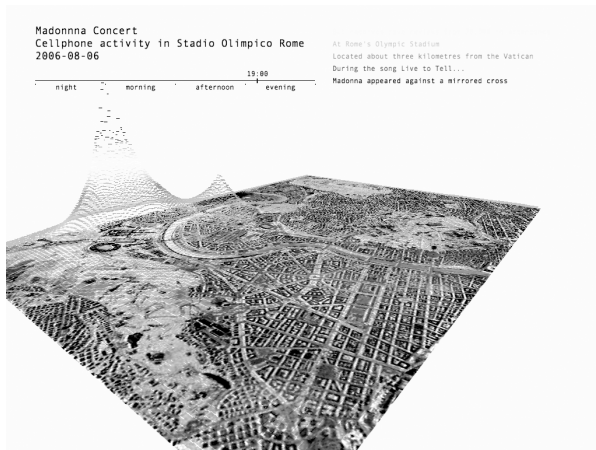 Madonnna Concert
Cellphone activity in Stadio Olimpico Rome
2006-08-06
19:00
night morning afternoon evening
At Rome's Olympic Stadium
Located about three kilometres from the Vatican
During the song Live to Tell...
Madonna appeared against a mirrored cross